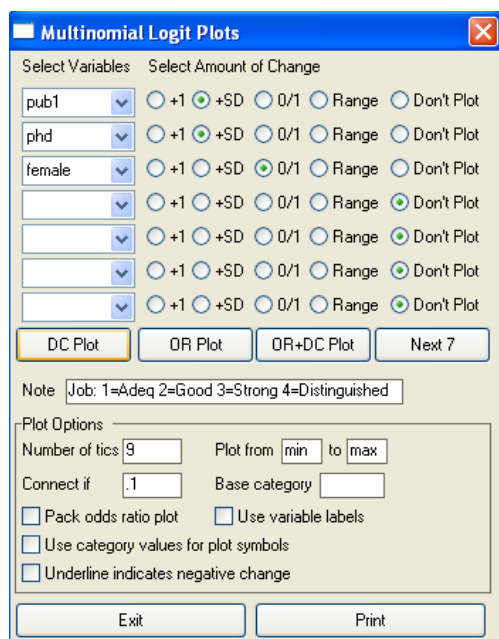 Multinomial Logit Plots
Select Variables Select Amount of Change
pub1 +1 +SD 0/1 Range Don't Plot
phd +1 +SD 0/1 Range Don't Plot
female +1 +SD 0/1 Range Don't Plot
+1 +SD 0/1 Range Don't Plot
+1 +SD 0/1 Range Don't Plot
+1 +SD 0/1 Range Don't Plot
+1 +SD 0/1 Range Don't Plot
DC Plot OR Plot OR+DC Plot Next 7
Note Job: 1=Adeq 2=Good 3=Strong 4=Distinguished
Plot Options
Number of tics 9 Plot from min to max
Connect if .1 Base category
Pack odds ratio plot Use variable labels
Use category values for plot symbols
Underline indicates negative change
Exit Print